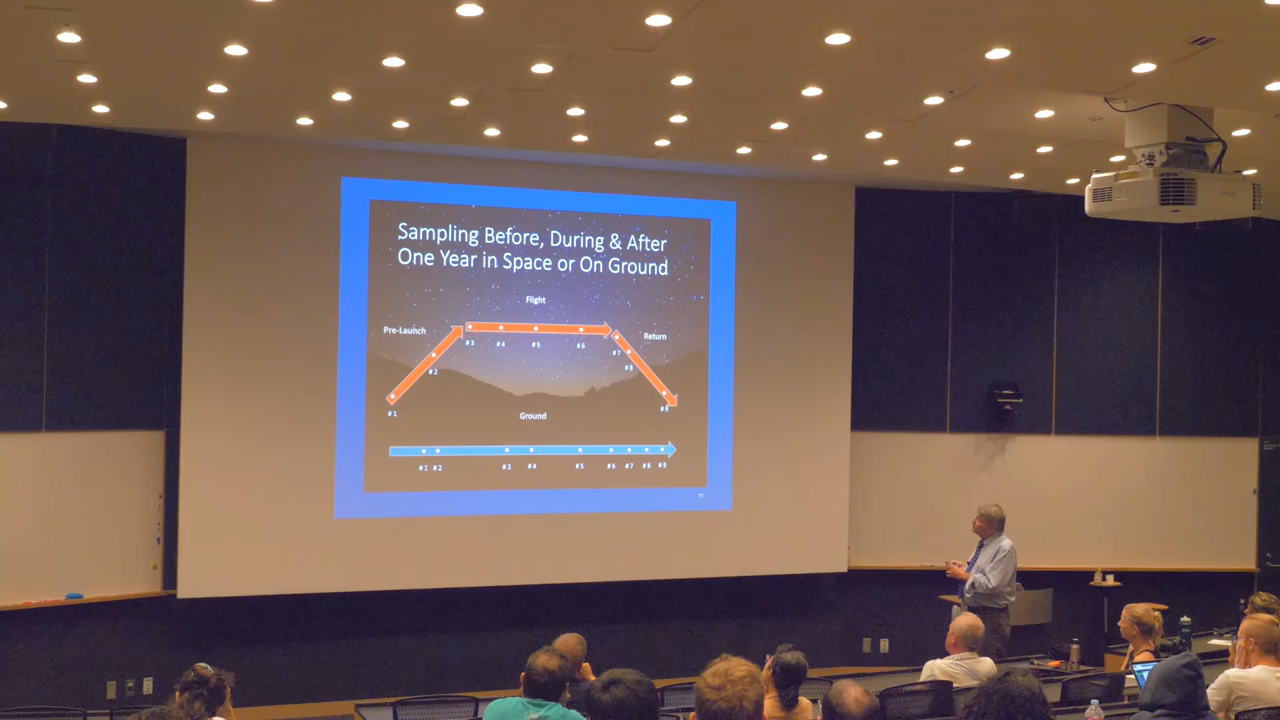 Sampling Before, During & After
One Year in Space or On Ground
Flight
Pre-Launch
Return
#3 #4 #5 #6
#7
#2
#8
#1
#9
Ground
#1 #2 #3 #4 #5 #6 #7 #8 #9